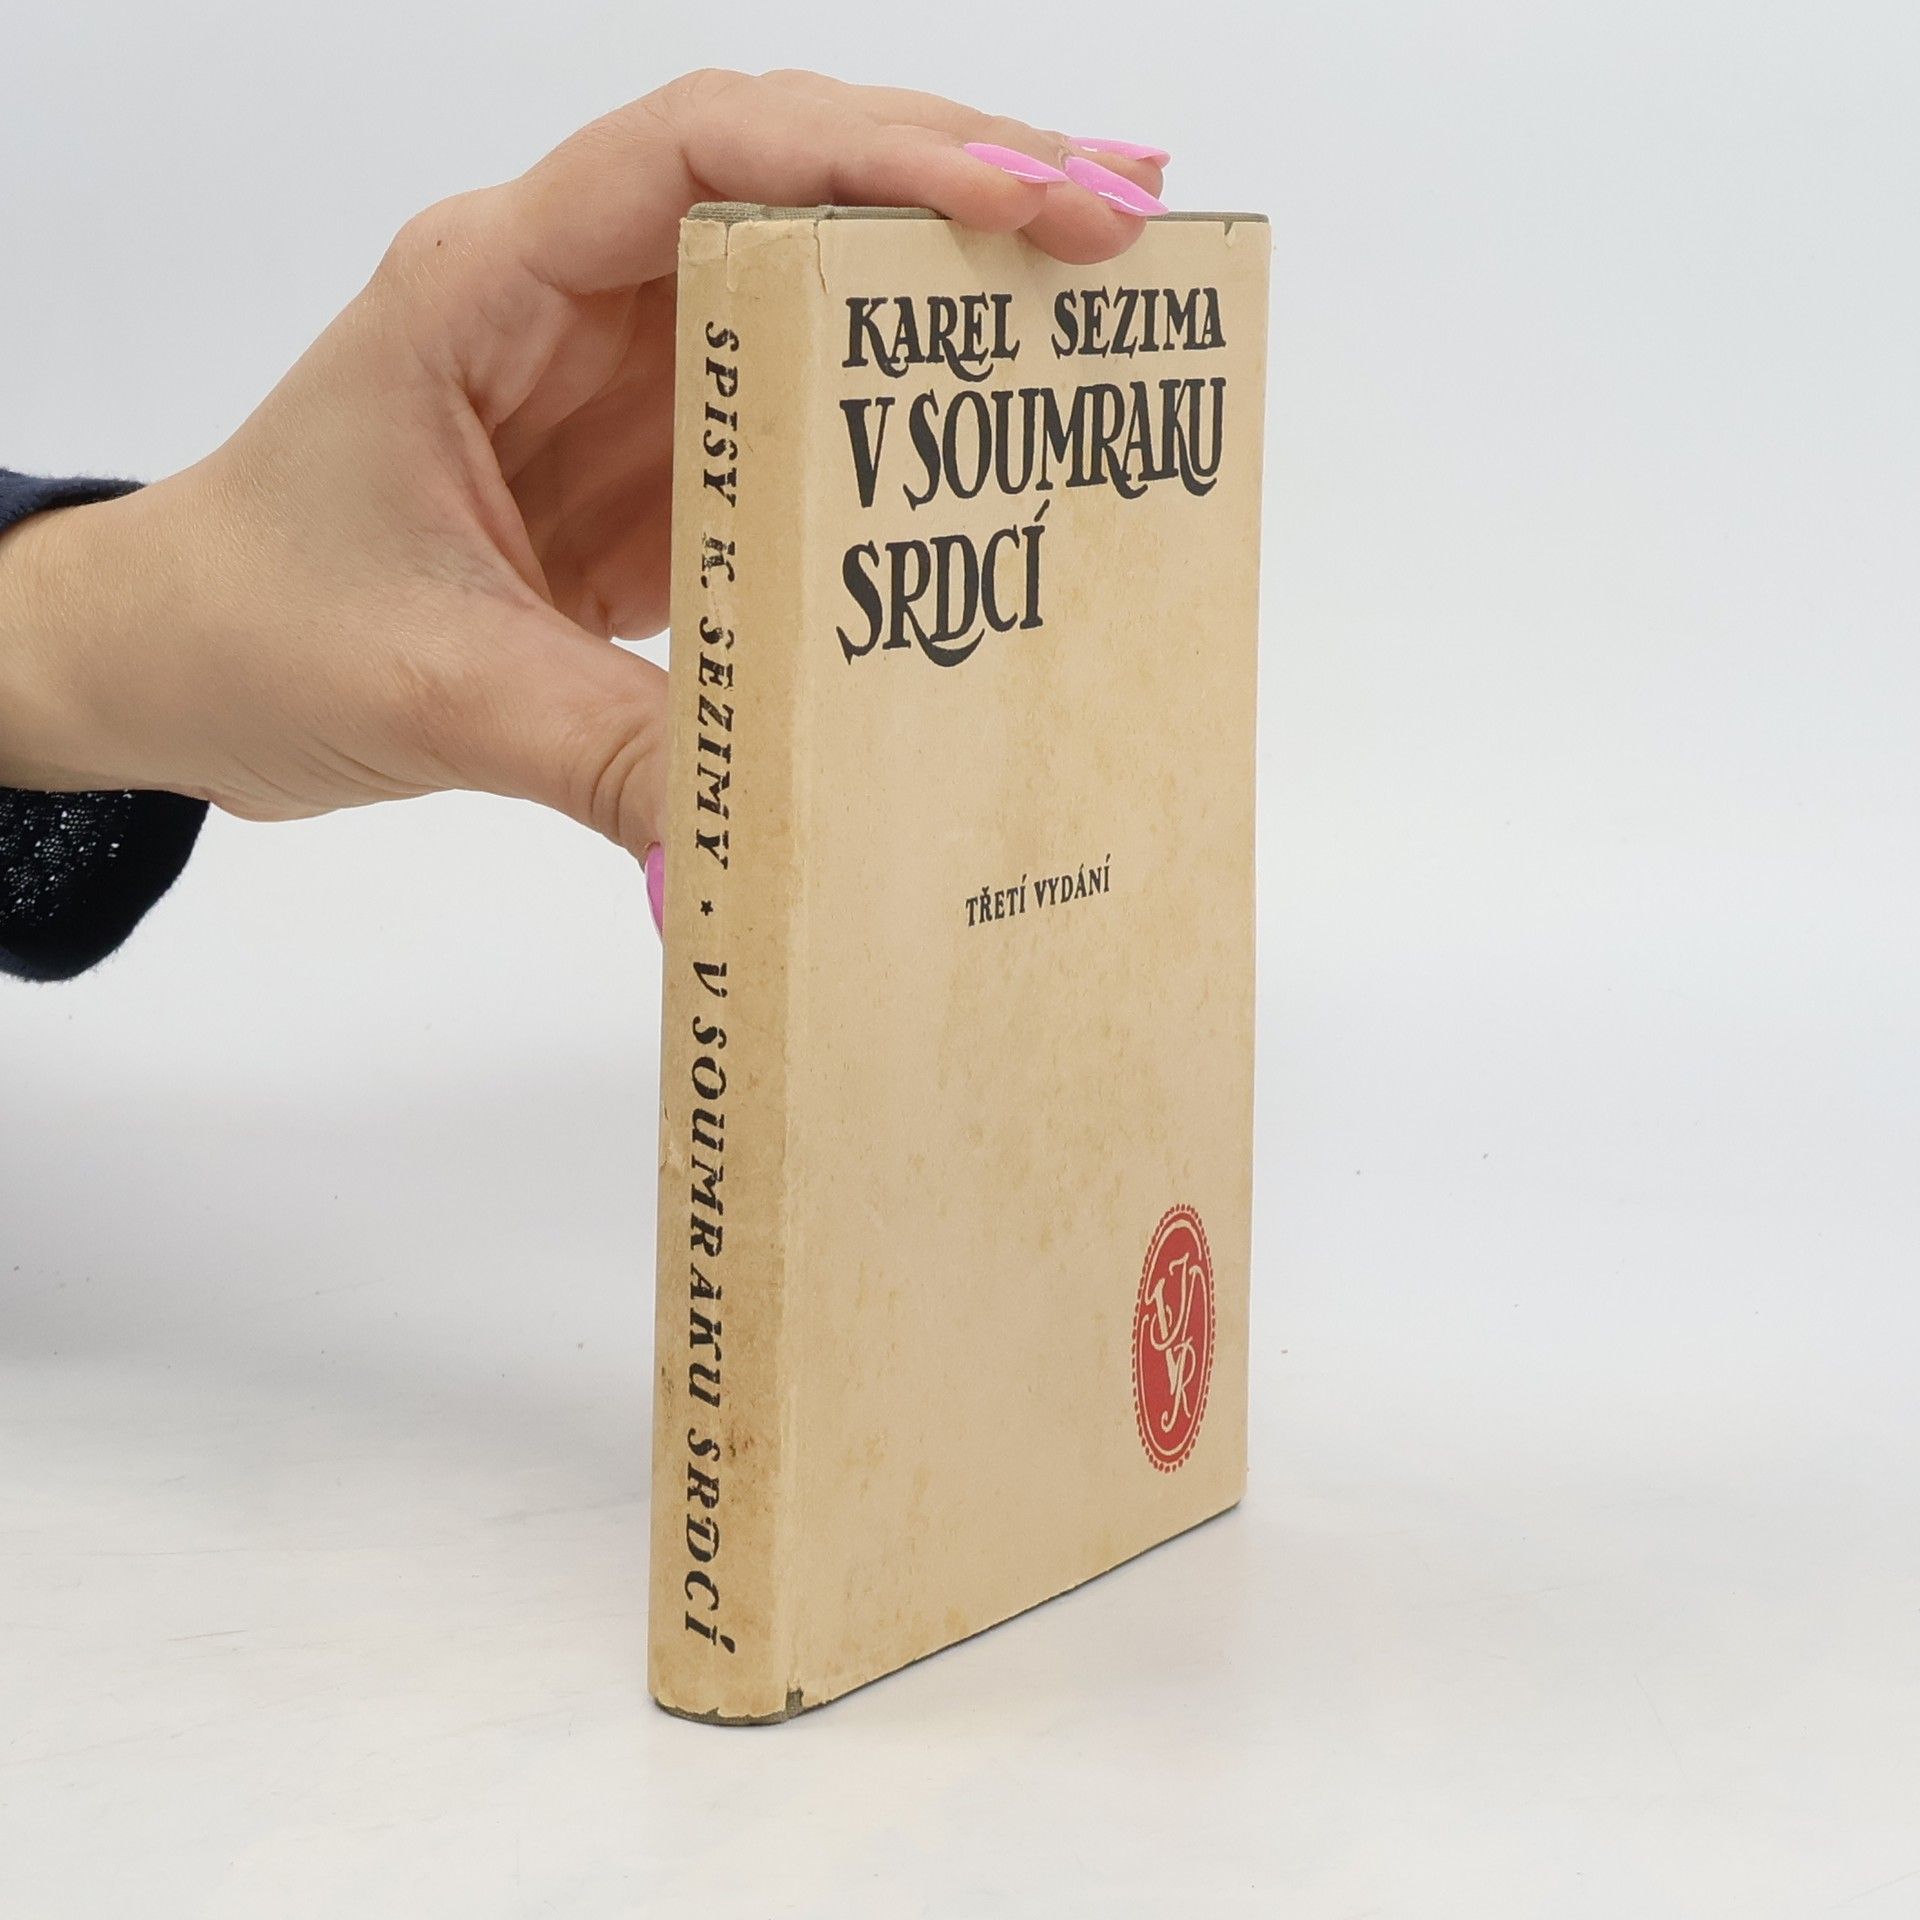 KAREL SEZIMA
V SOUMRAKU
SRDCÍ
TŘETÍ VYDÁNÍ
SPISY K. SEZIMY ★ V SOUMRAKU SRDCÍ